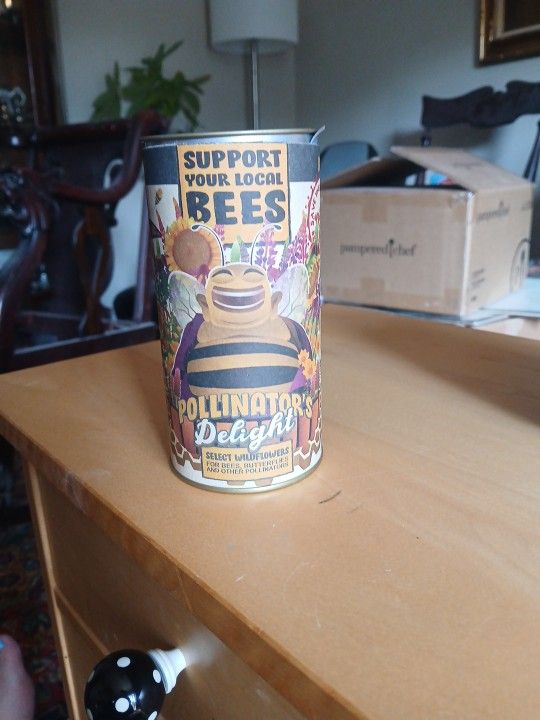 SUPPORT
YOUR LOCAL
BEES
POLLINATOR'S
Delight
SELECT WILDFLOWERS
FOR BEES, BUTTERFLIES
AND OTHER POLLINATORS
pampered chef